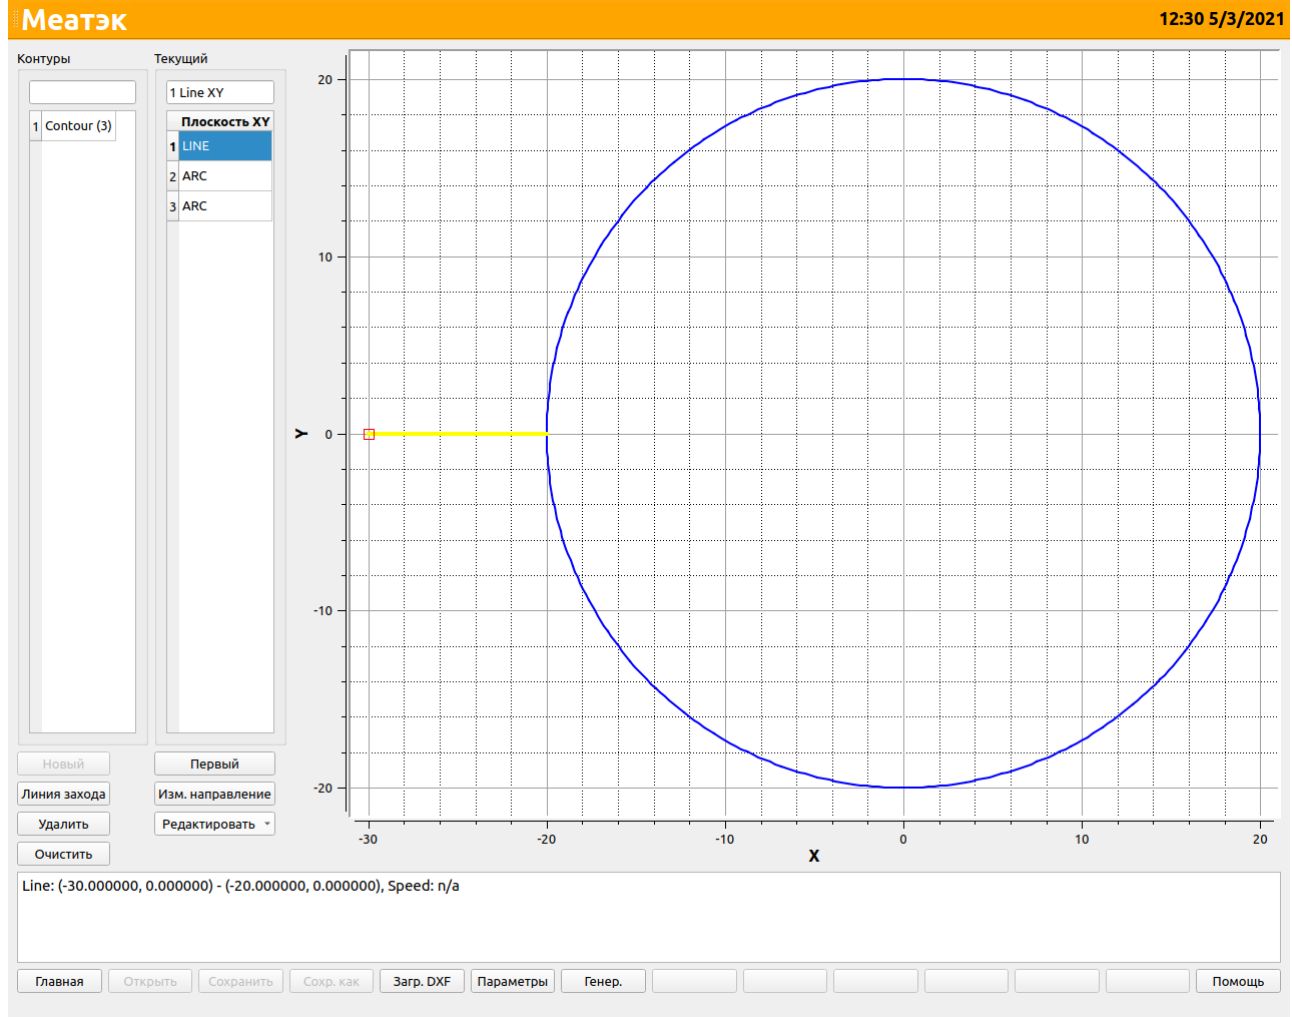 Меатэк
12:30 5/3/2021
Контуры
Текущий
1 Line XY
1 Contour (3)
Плоскость XY
1 LINE
2 ARC
3 ARC
20
10
0
-10
-20
Y
-30
-20
-10
0
10
20
X
Новый
Первый
Линия захода
Изм. направление
Удалить
Редактировать
Очистить
Line: (-30.000000, 0.000000) - (-20.000000, 0.000000), Speed: n/a
Главная
Открыть
Сохранить
Сохр. как
Загр. DXF
Параметры
Генер.
Помощь